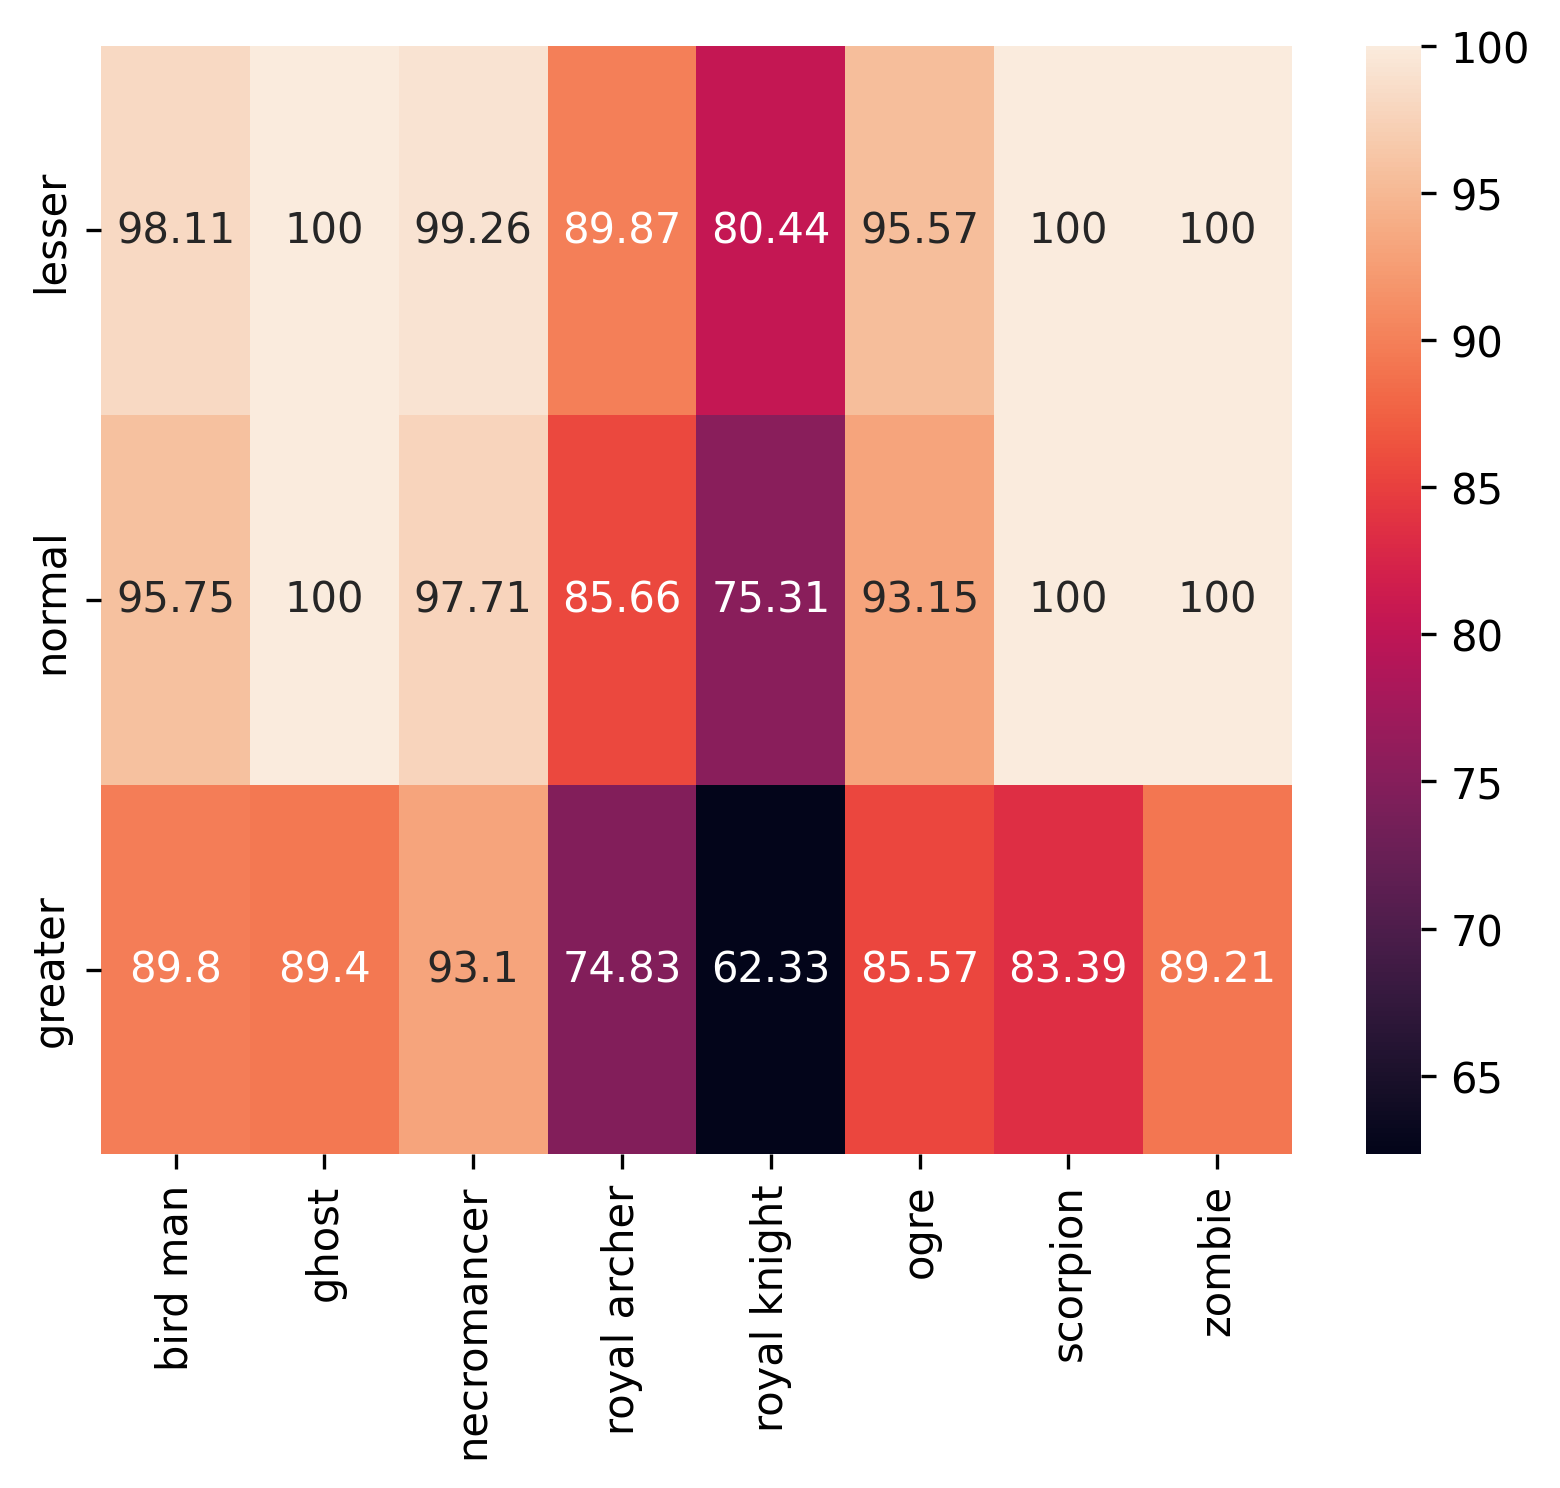 lesser 98.11 100 99.26 89.87 80.44 95.57 100 100
normal 95.75 100 97.71 85.66 75.31 93.15 100 100
greater 89.8 89.4 93.1 74.83 62.33 85.57 83.39 89.21
bird man
ghost
necromancer
royal archer
royal knight
ogre
scorpion
zombie
100
95
90
85
80
75
70
65